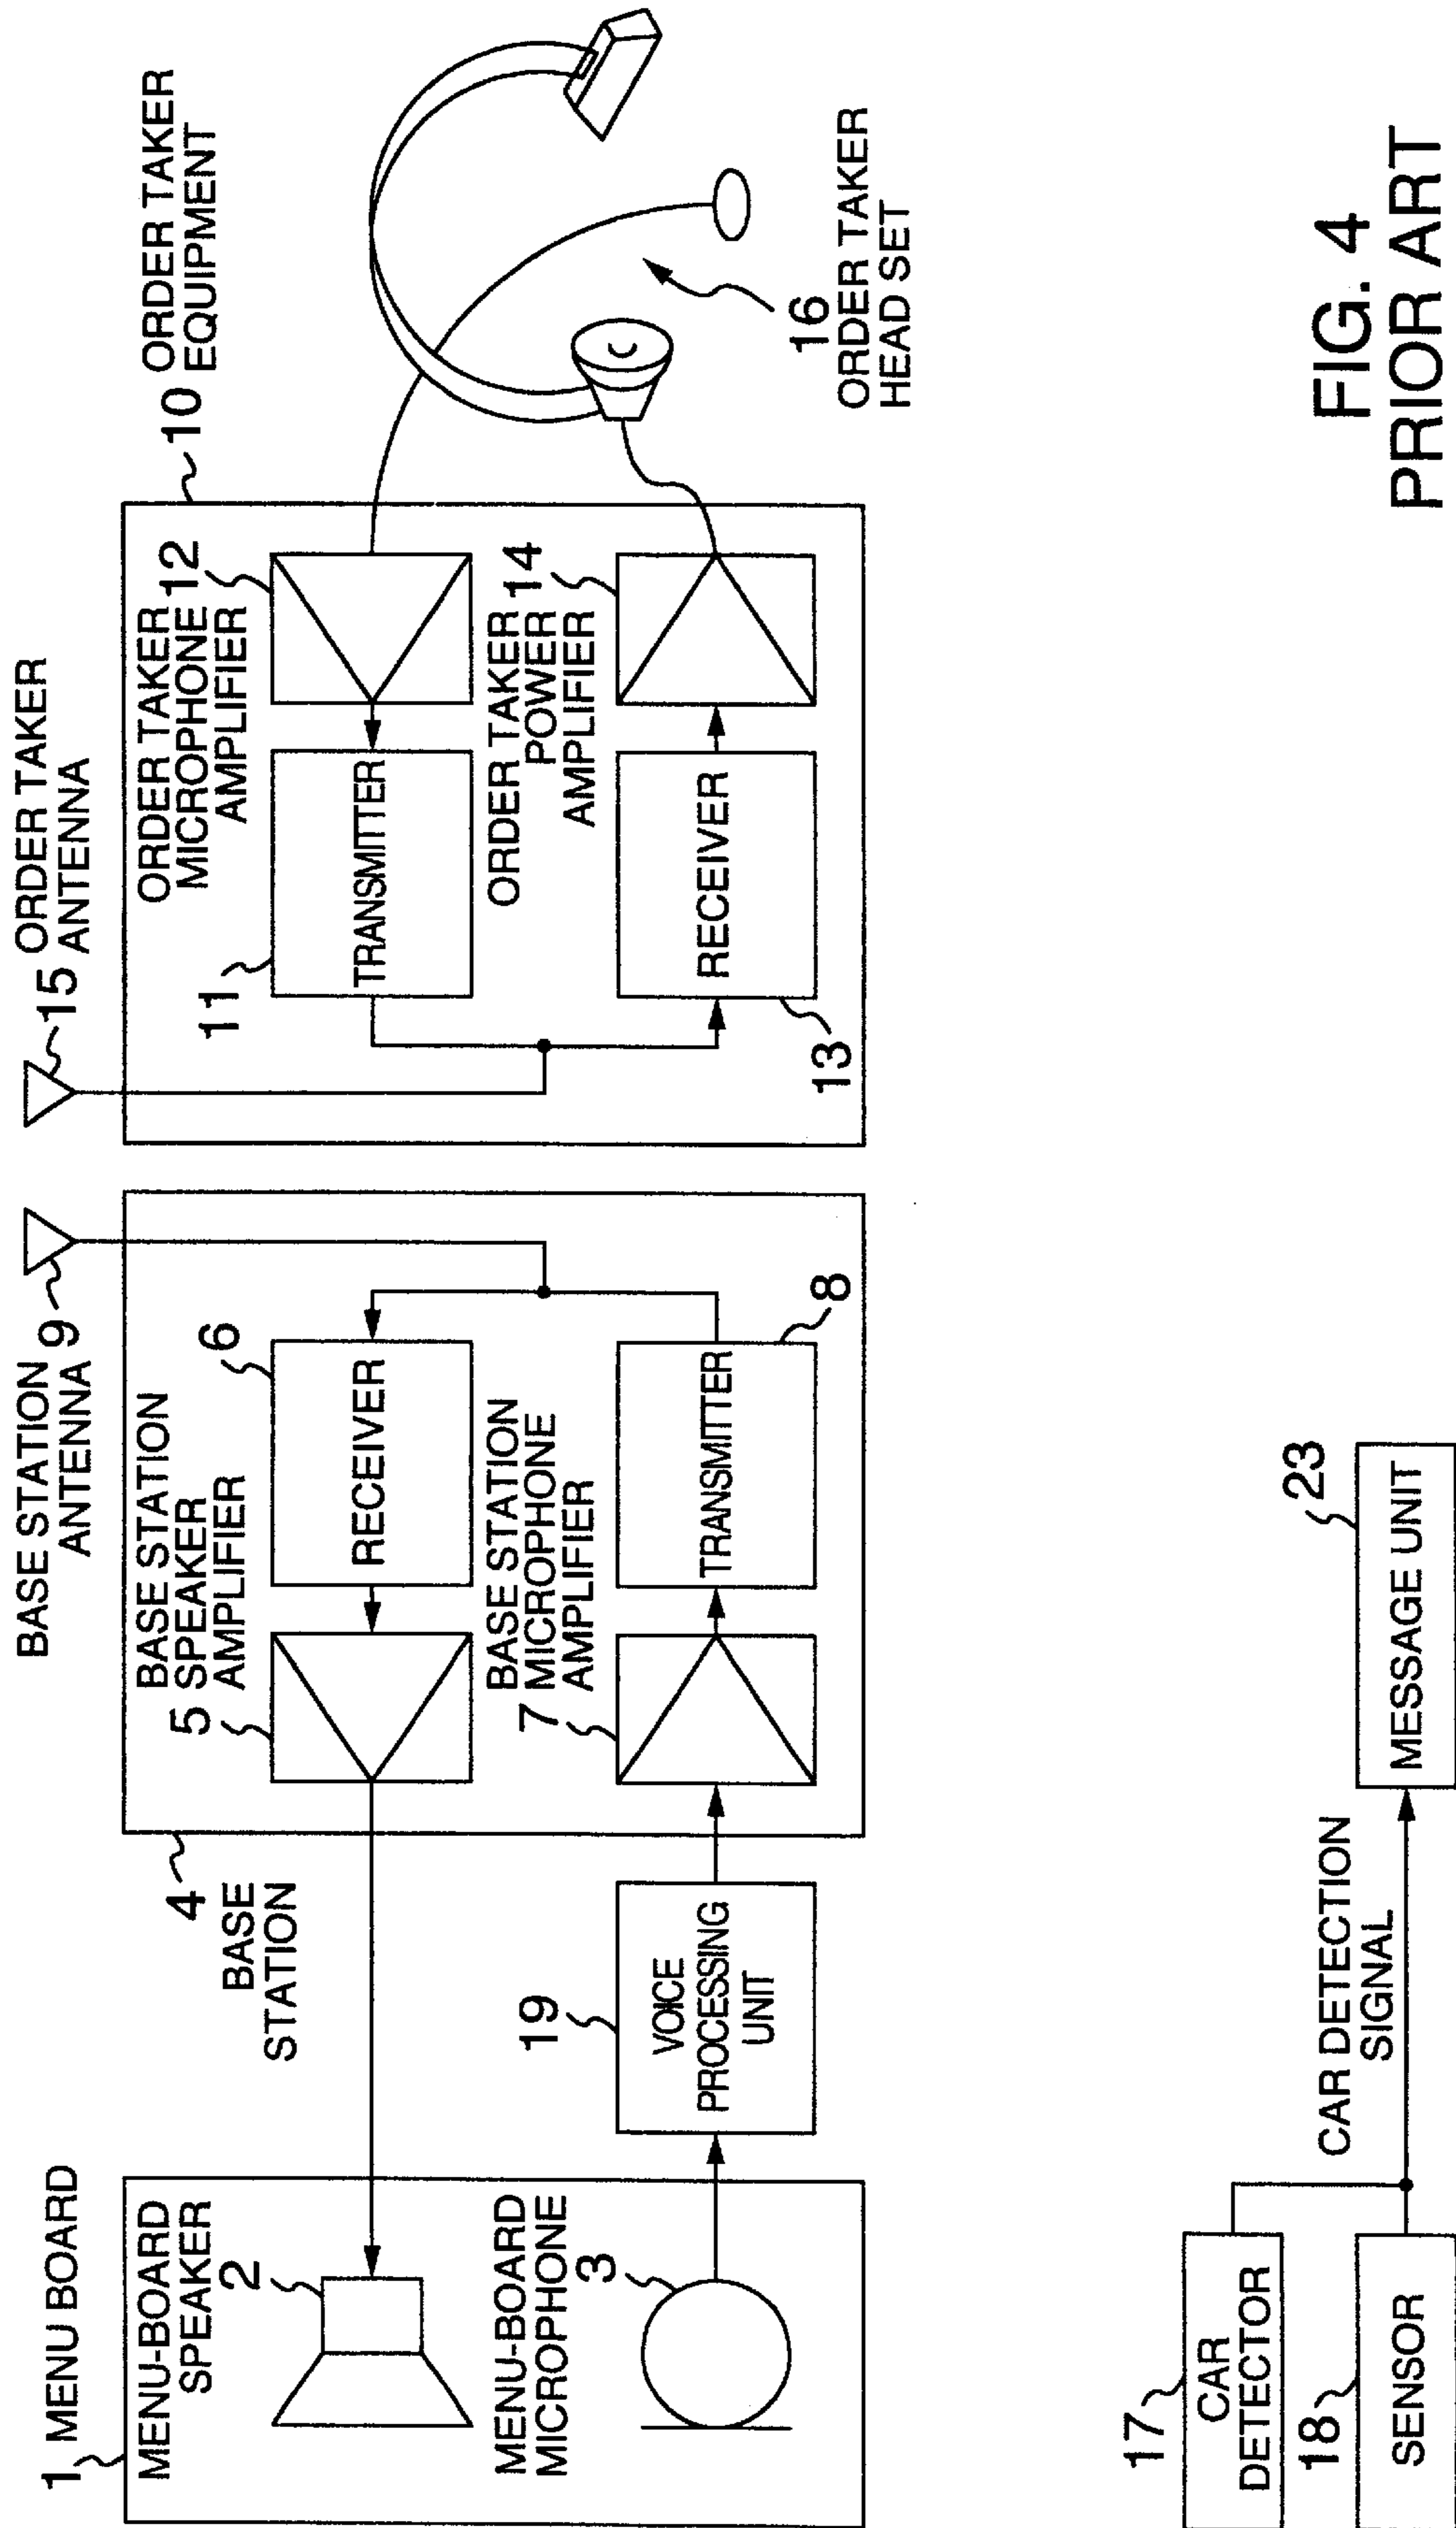 1 MENU BOARD
MENU-BOARD
SPEAKER
2
MENU-BOARD
MICROPHONE
3
4
BASE
STATION
19
VOICE
PROCESSING
UNIT
BASE STATION
ANTENNA 9
BASE STATION
5 SPEAKER
AMPLIFIER
6
RECEIVER
BASE STATION
MICROPHONE
7 AMPLIFIER
TRANSMITTER
8
15 ORDER TAKER
ANTENNA
10 ORDER TAKER
EQUIPMENT
ORDER TAKER
MICROPHONE 12
AMPLIFIER
11
TRANSMITTER
ORDER TAKER 14
POWER
AMPLIFIER
RECEIVER
13
16
ORDER TAKER
HEAD SET
17
CAR
DETECTOR
18
SENSOR
CAR DETECTION
SIGNAL
23
MESSAGE UNIT
FIG. 4
PRIOR ART